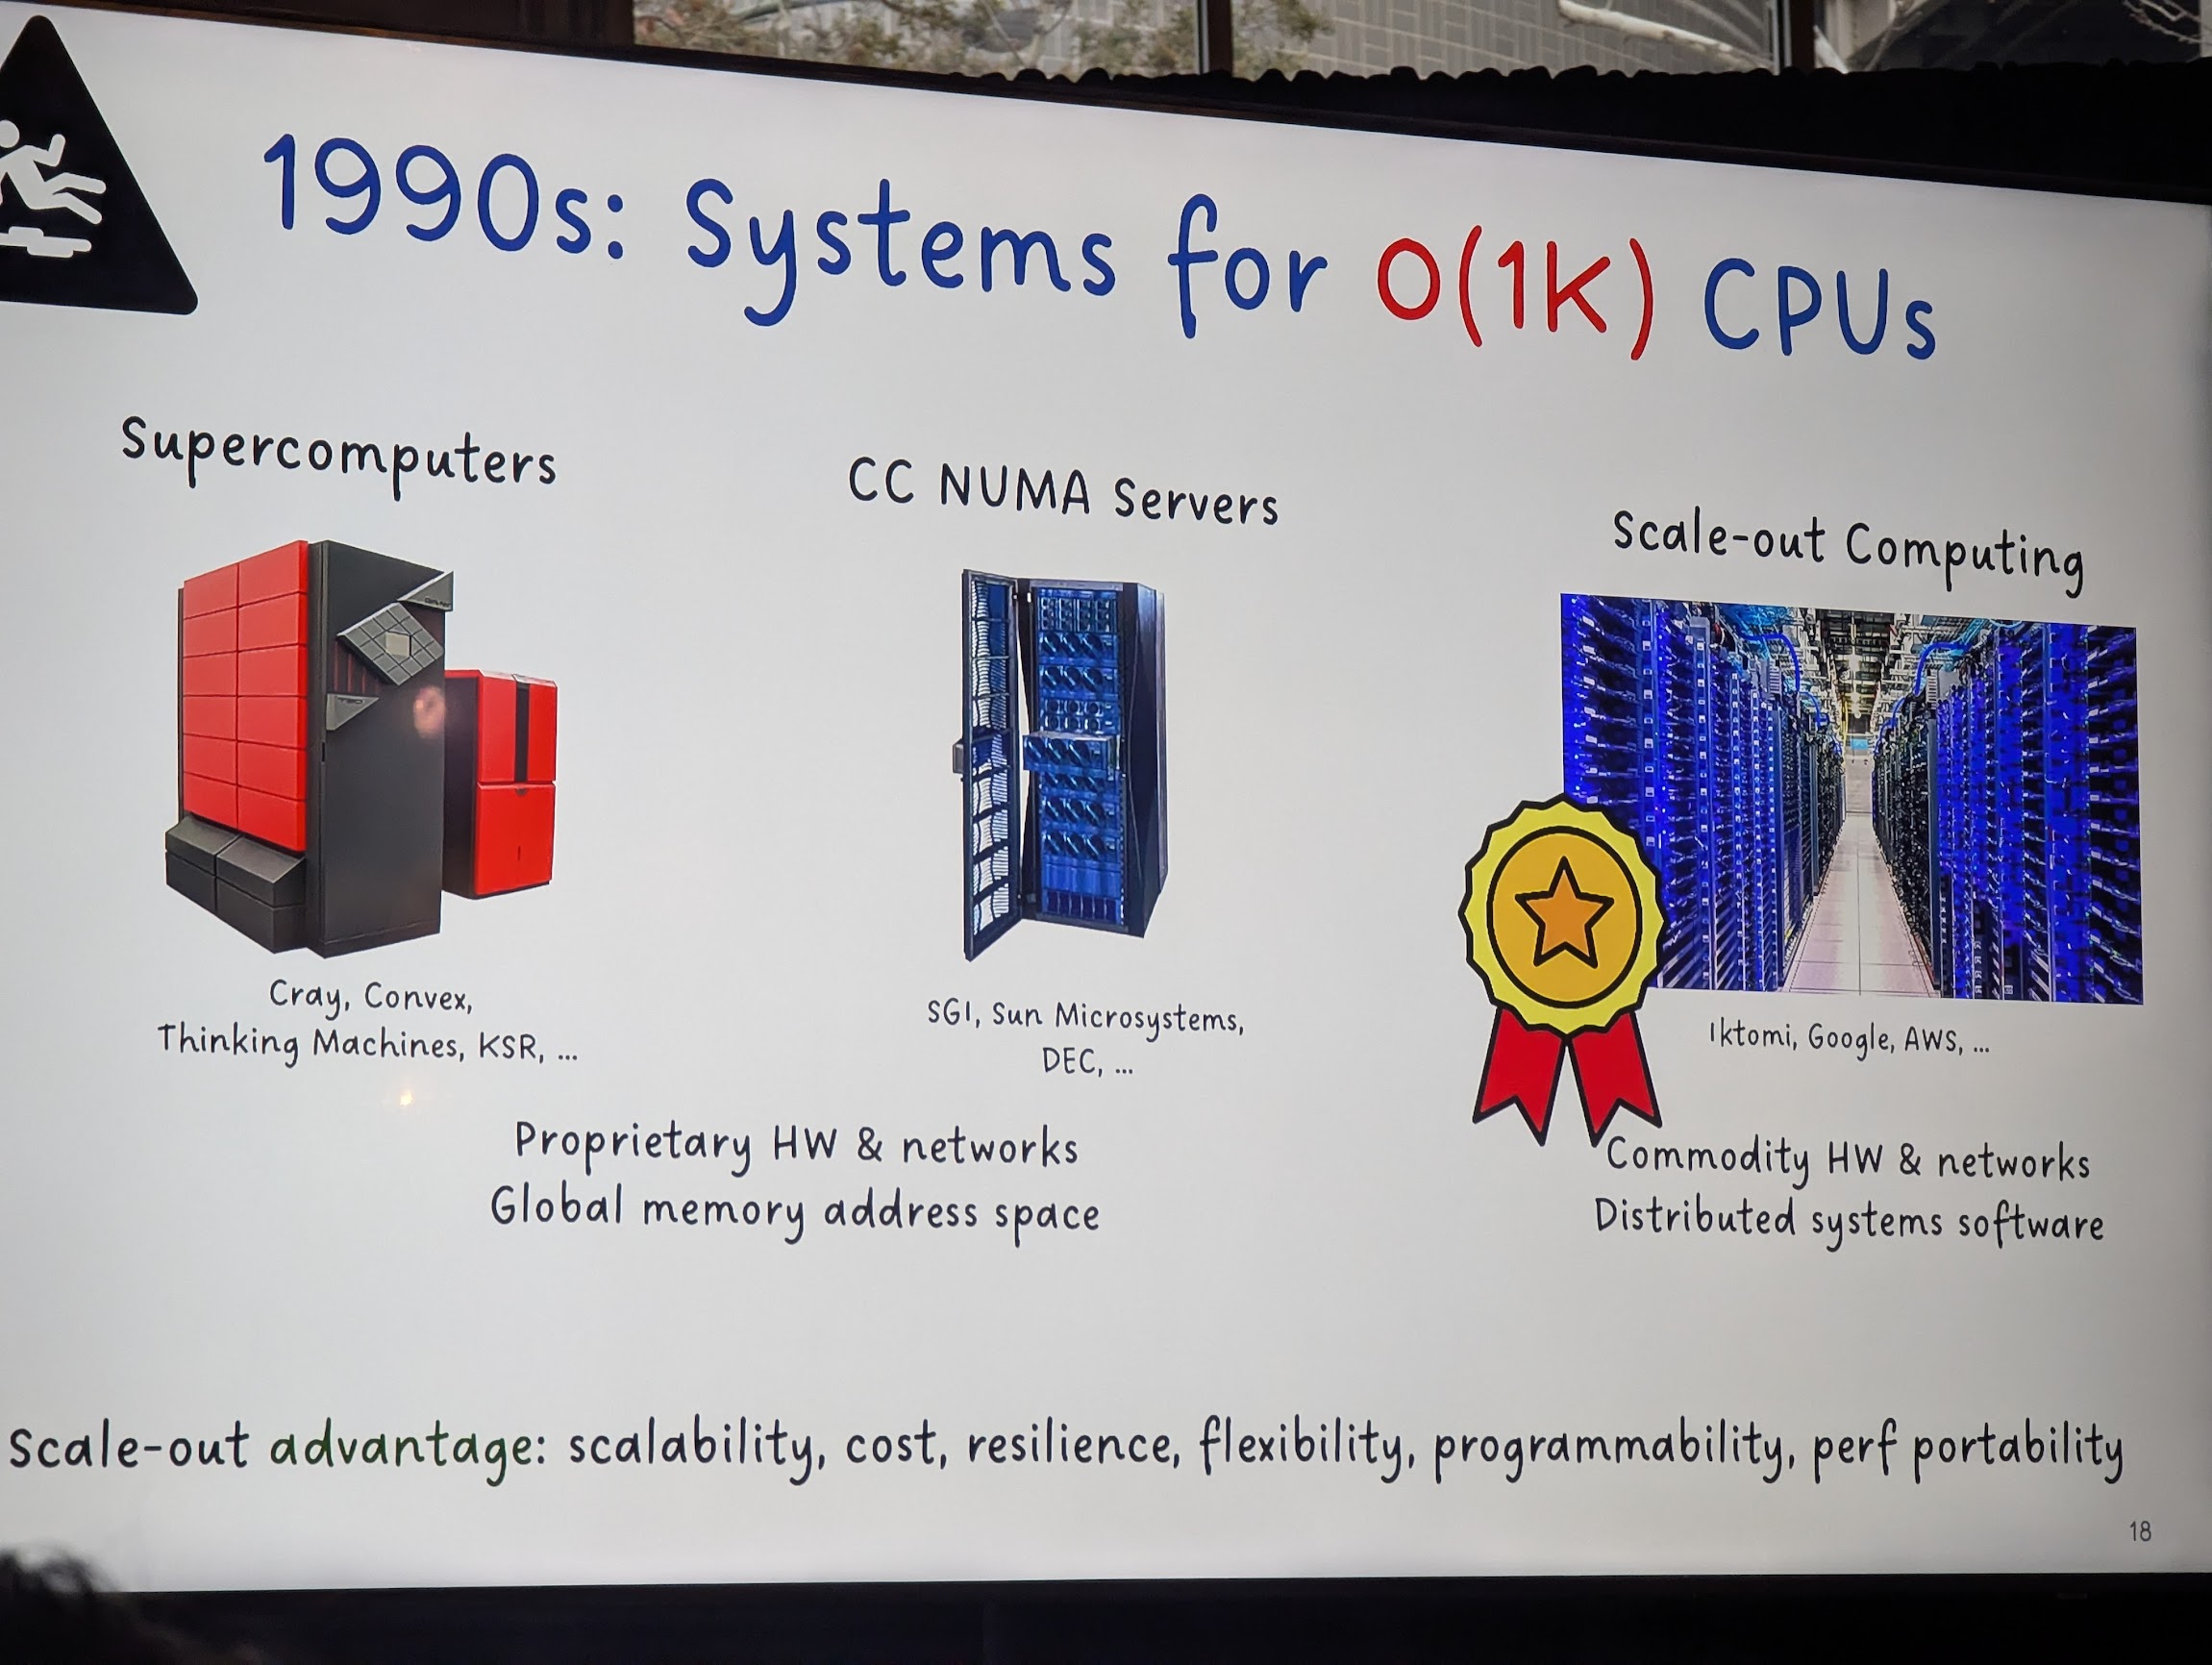 1990s: Systems for O(1K) CPUs
Supercomputers
Cray, Convex,
Thinking Machines, KSR, ...
CC NUMA Servers
SGI, Sun Microsystems,
DEC, ...
Proprietary HW & networks
Global memory address space
Scale-out Computing
Iktomi, Google, AWS, ...
Commodity HW & networks
Distributed systems software
Scale-out advantage: scalability, cost, resilience, flexibility, programmability, perf portability
18